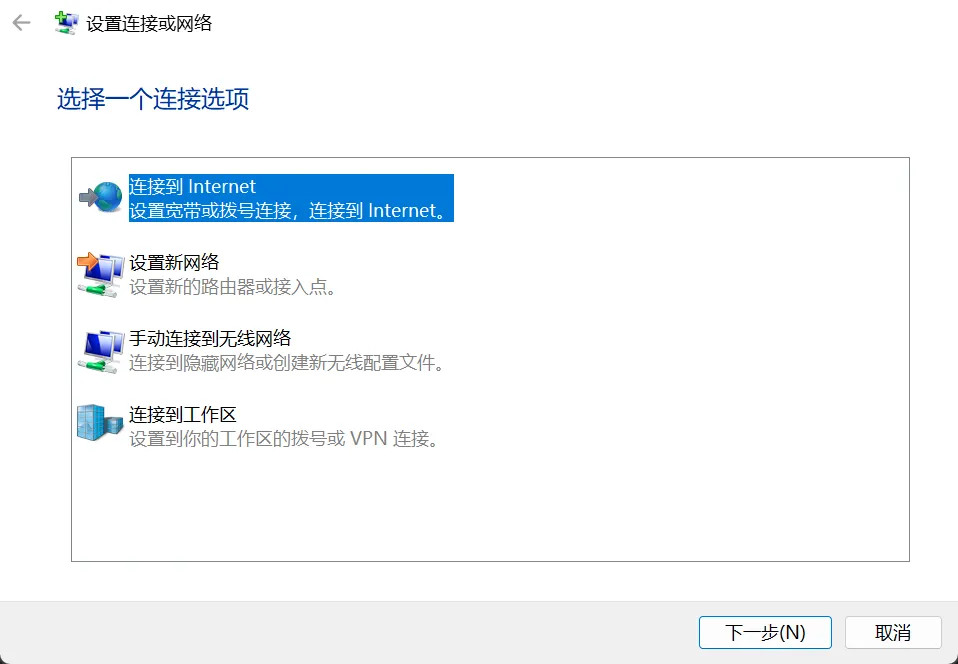 设置连接或网络
选择一个连接选项
连接到 Internet
设置宽带或拨号连接，连接到 Internet。
设置新网络
设置新的路由器或接入点。
手动连接到无线网络
连接到隐藏网络或创建新无线配置文件。
连接到工作区
设置到你的工作区的拨号或 VPN 连接。
下一步(N)
取消